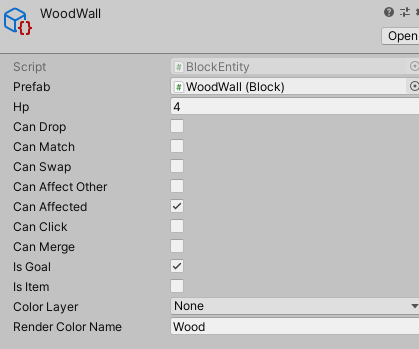 WoodWall
Open
Script BlockEntity
Prefab WoodWall (Block)
Hp 4
Can Drop
Can Match
Can Swap
Can Affect Other
Can Affected
Can Click
Can Merge
Is Goal
Is Item
Color Layer None
Render Color Name Wood